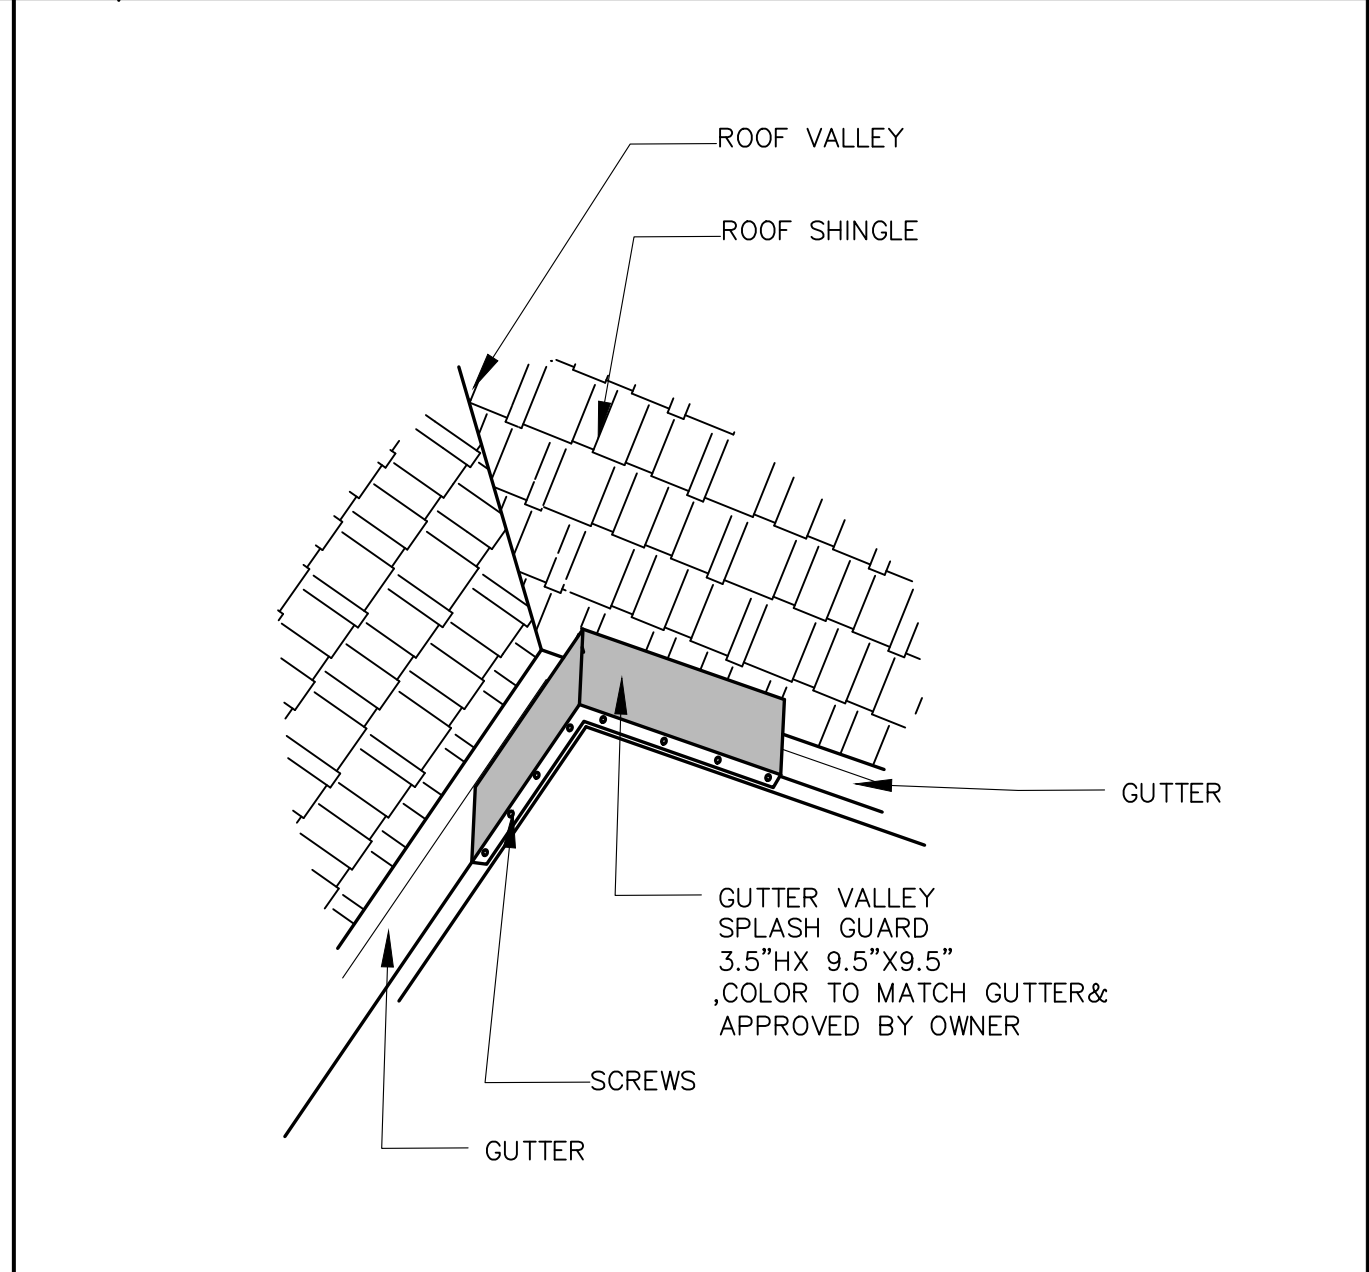 ROOF VALLEY
ROOF SHINGLE
GUTTER
GUTTER VALLEY
SPLASH GUARD
3.5”HX 9.5”X9.5”
,COLOR TO MATCH GUTTER&
APPROVED BY OWNER
SCREWS
GUTTER